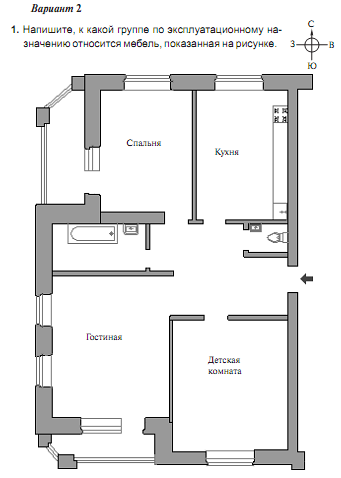 Вариант 2
1. Напишите, к какой группе по эксплуатационному на-
значению относится мебель, показанная на рисунке.
С
З
В
Ю
Спальня
Кухня
Гостиная
Детская
комната